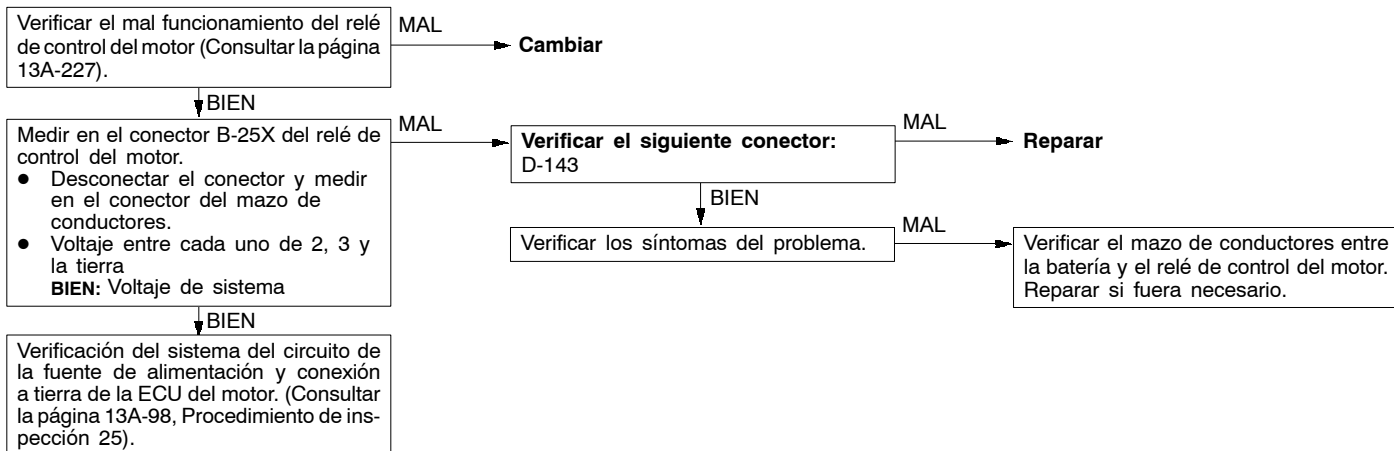 Verificar el mal funcionamiento del relé
de control del motor (Consultar la página
13A-227).
MAL
Cambiar
BIEN
Medir en el conector B-25X del relé de
control del motor.
● Desconectar el conector y medir
en el conector del mazo de
conductores.
● Voltaje entre cada uno de 2, 3 y
la tierra
BIEN: Voltaje de sistema
MAL
Verificar el siguiente conector:
D-143
MAL
Reparar
BIEN
Verificar los síntomas del problema.
MAL
Verificar el mazo de conductores entre
la batería y el relé de control del motor.
Reparar si fuera necesario.
BIEN
Verificación del sistema del circuito de
la fuente de alimentación y conexión
a tierra de la ECU del motor. (Consultar
la página 13A-98, Procedimiento de ins-
pección 25).